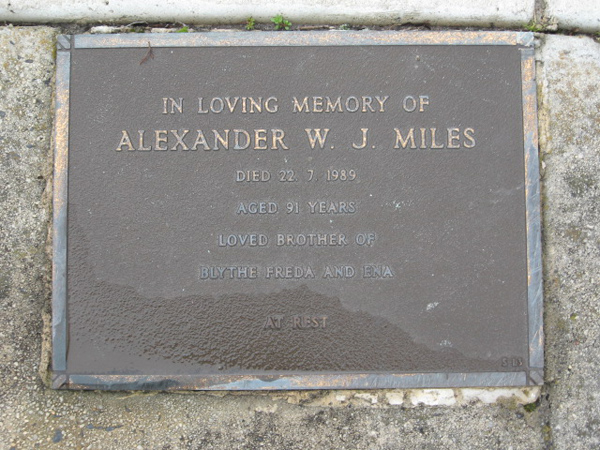 IN LOVING MEMORY OF
ALEXANDER W. J. MILES
DIED 22. 7. 1989
AGED 91 YEARS
LOVED BROTHER OF
BLYTHE FREDA AND ENA
AT REST